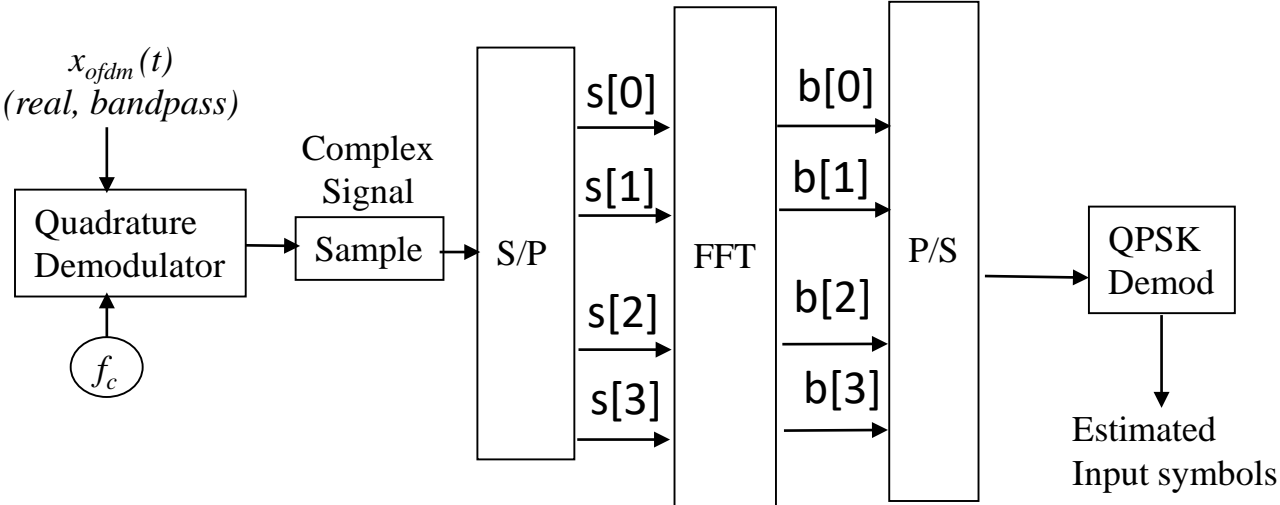 x_ofdm (t)
(real, bandpass)
Quadrature
Demodulator
f_c
Complex
Signal
Sample
S/P
s[0]
s[1]
s[2]
s[3]
FFT
b[0]
b[1]
b[2]
b[3]
P/S
QPSK
Demod
Estimated
Input symbols